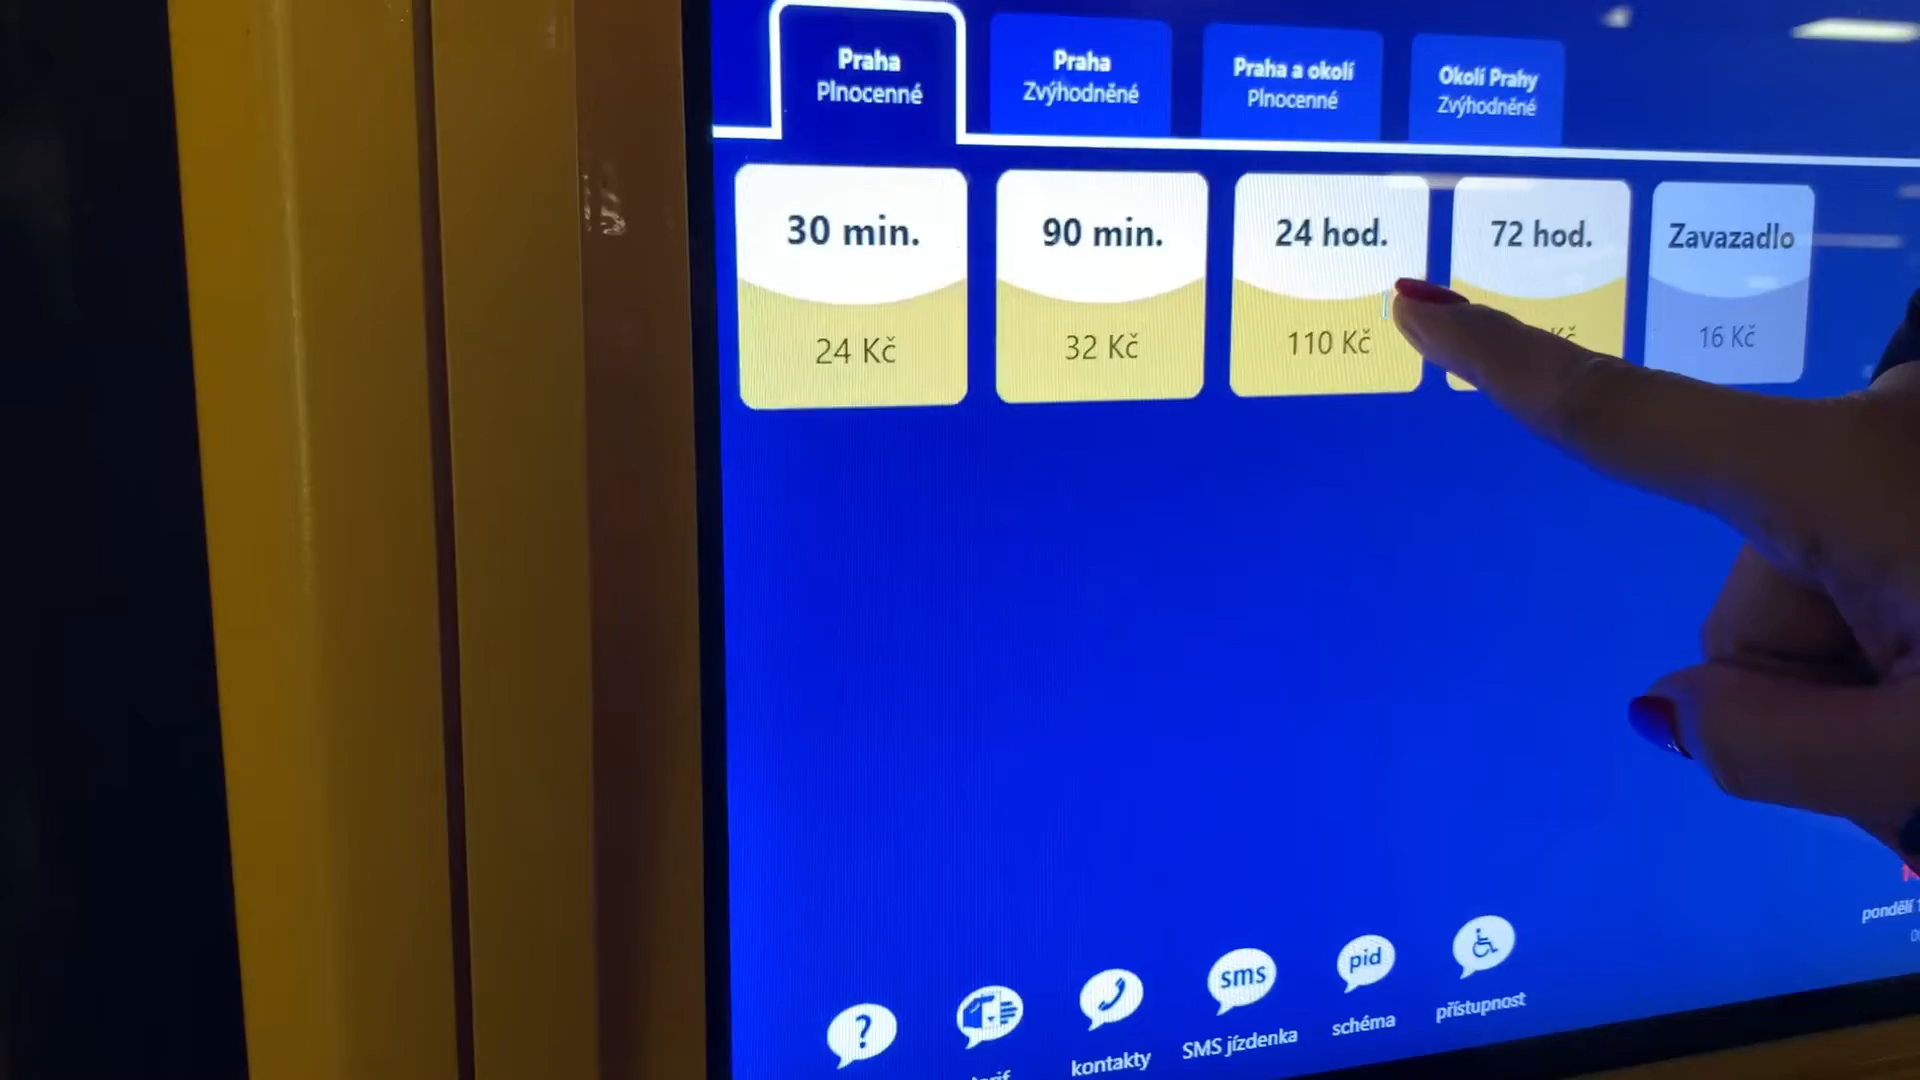 Praha
Plnocenné
Praha
Zvýhodněné
Praha a okolí
Plnocenné
Okolí Prahy
Zvýhodněné
30 min.
24 Kč
90 min.
32 Kč
24 hod.
110 Kč
72 hod.
Kč
Zavazadlo
16 Kč
?
kontakty
sms
SMS jízdenka
pid
schéma
přístupnost
pondělí